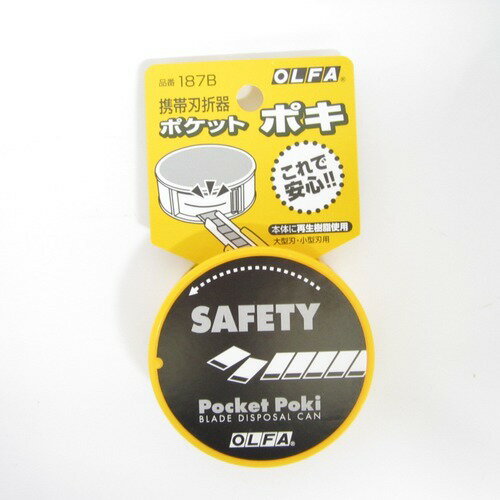 品番 187B
OLFA®
携帯刃折器
ポケット ポキ
これで
安心!!
本体に再生樹脂使用
大型刃・小型刃用
SAFETY
Pocket Poki
BLADE DISPOSAL CAN
OLFA®